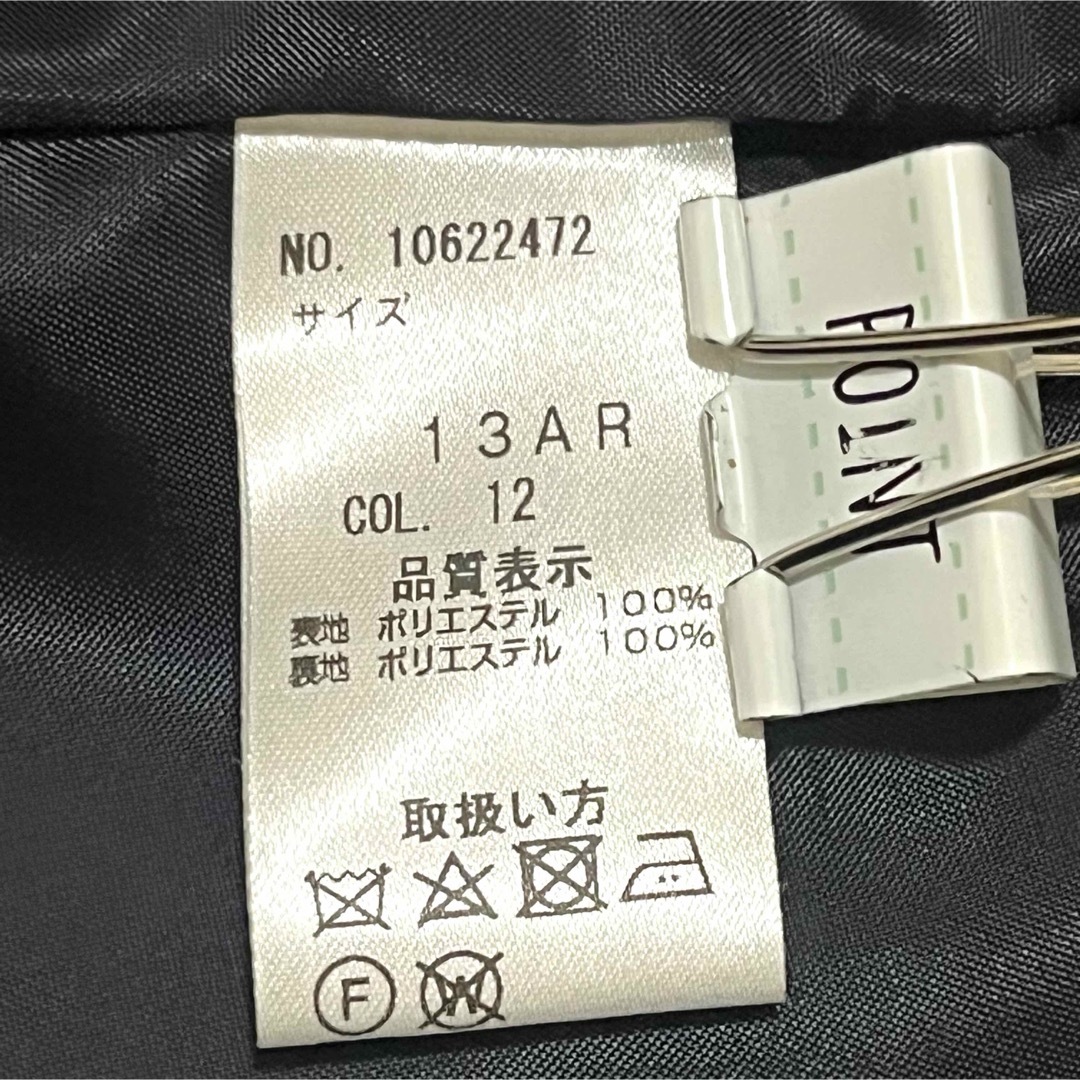 NO. 10622472
サイズ
13AR
COL. 12
品質表示
表地 ポリエステル 100%
裏地 ポリエステル 100%
取扱い方
F
W
POINT